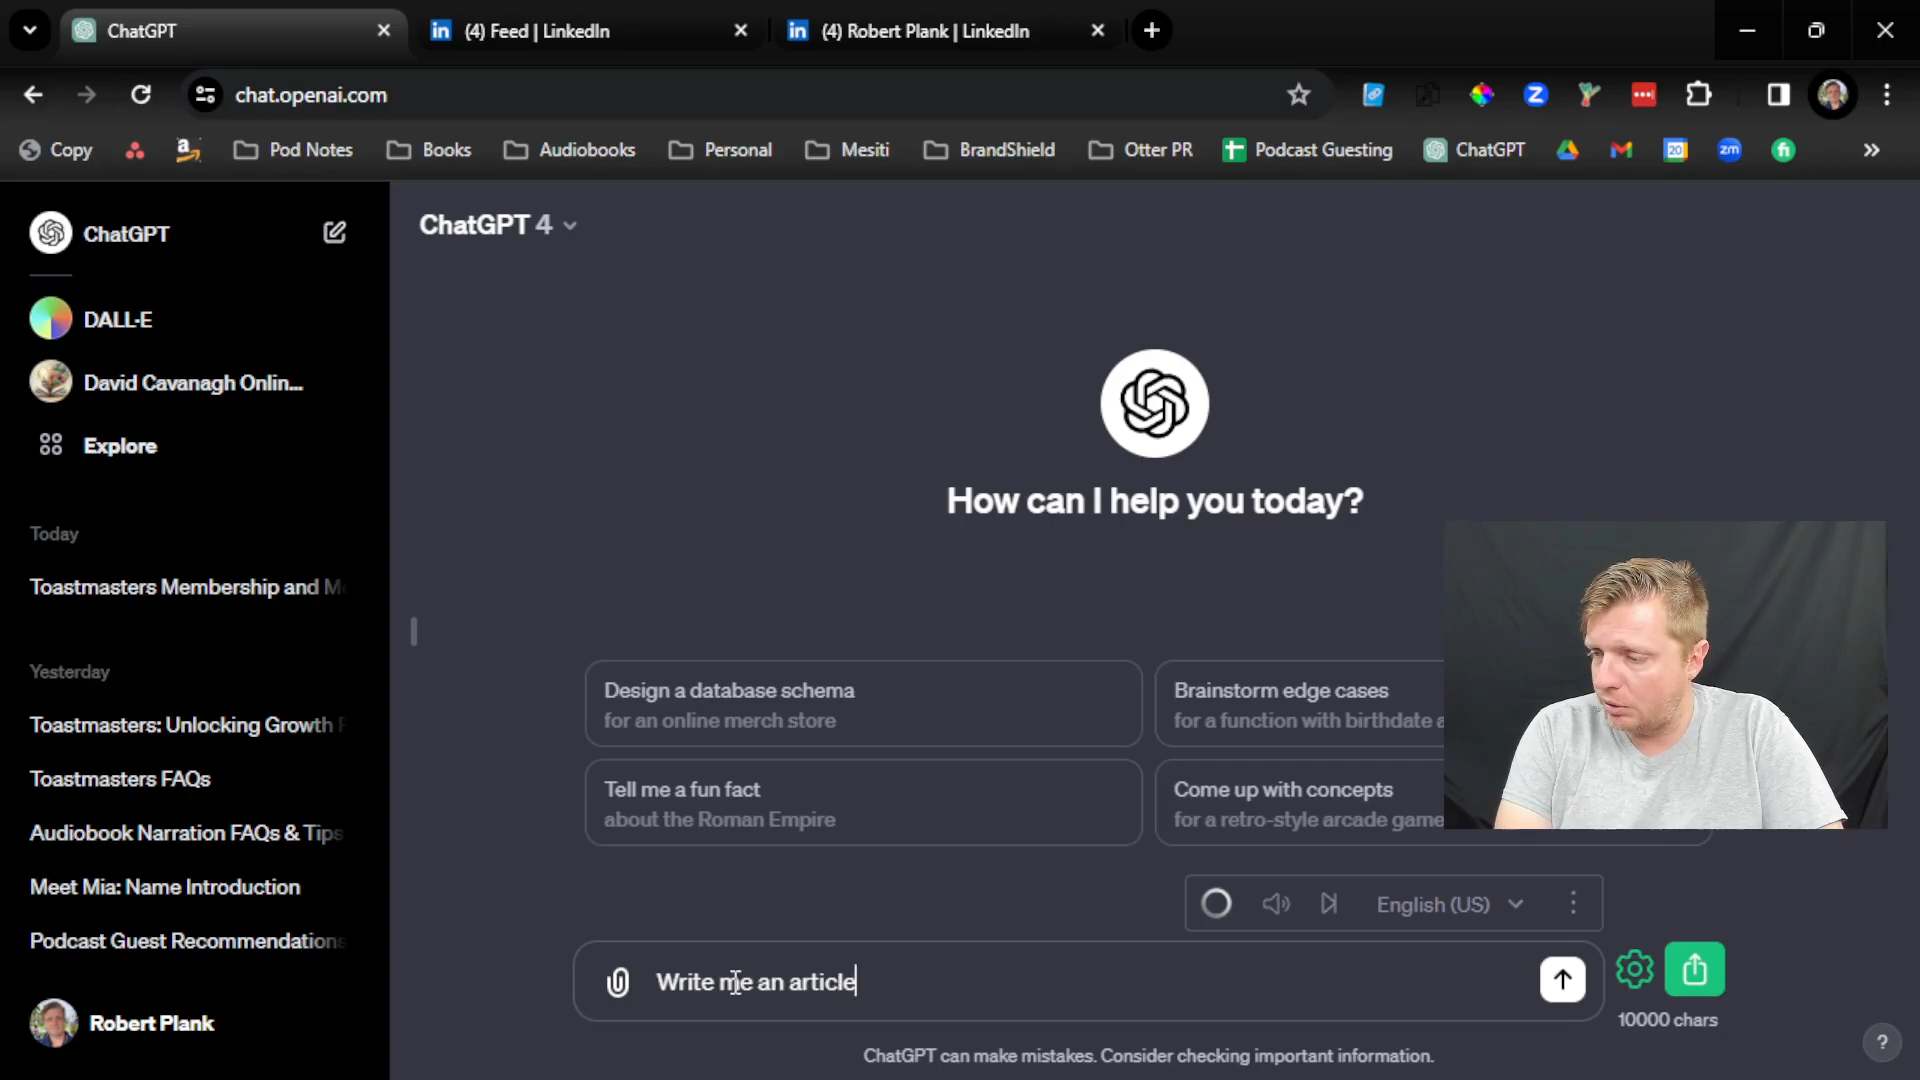 ChatGPT
(4) Feed | LinkedIn
(4) Robert Plank | LinkedIn
chat.openai.com
Copy
Pod Notes
Books
Audiobooks
Personal
Mesiti
BrandShield
Otter PR
Podcast Guesting
ChatGPT
ChatGPT
DALL·E
David Cavanagh Onlin...
Explore
Today
Toastmasters Membership and M
Yesterday
Toastmasters: Unlocking Growth
Toastmasters FAQs
Audiobook Narration FAQs & Tips
Meet Mia: Name Introduction
Podcast Guest Recommendations
Robert Plank
ChatGPT 4
How can I help you today?
Design a database schema
for an online merch store
Brainstorm edge cases
for a function with birthdate a
Tell me a fun fact
about the Roman Empire
Come up with concepts
for a retro-style arcade game
English (US)
Write me an article
10000 chars
ChatGPT can make mistakes. Consider checking important information.
?